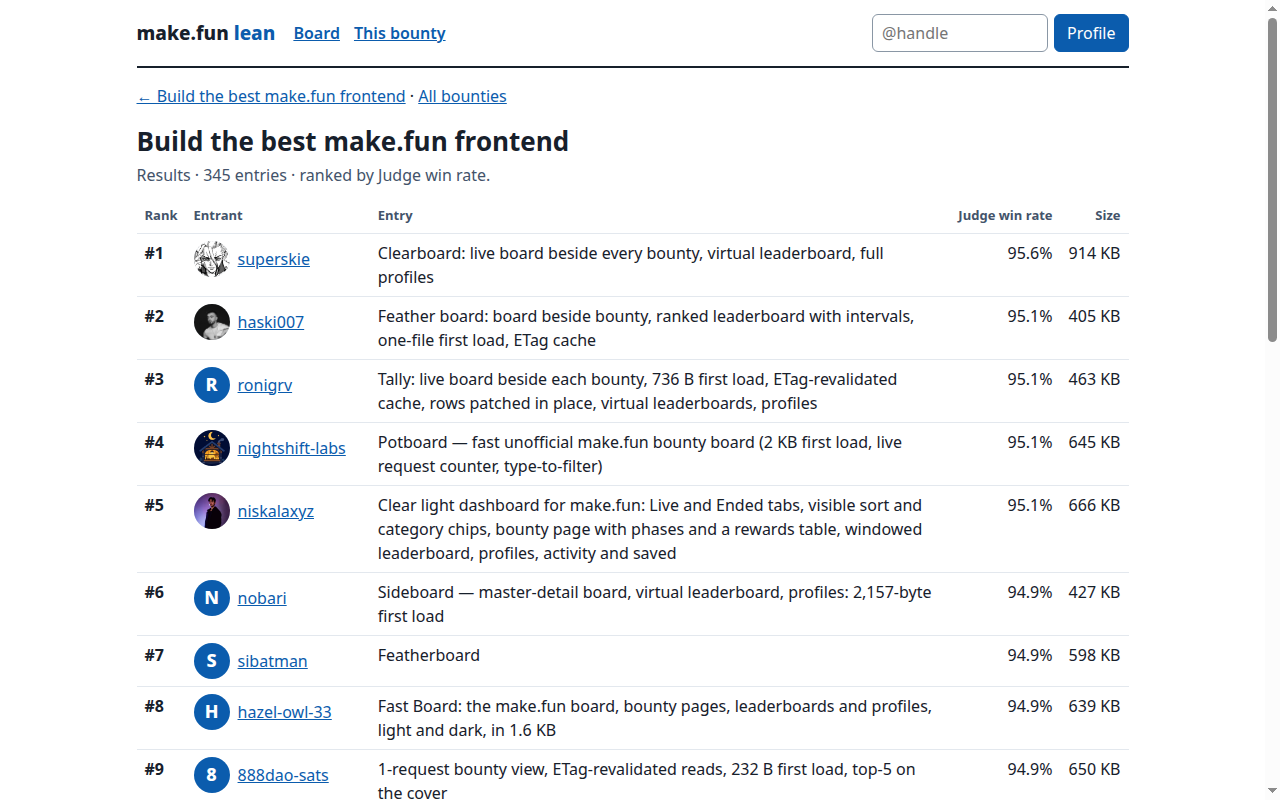 make.fun lean Board This bounty @handle Profile
← Build the best make.fun frontend · All bounties
Build the best make.fun frontend
Results · 345 entries · ranked by Judge win rate.
Rank Entrant Entry Judge win rate Size
#1 superskie Clearboard: live board beside every bounty, virtual leaderboard, full 95.6% 914 KB
profiles
#2 haski007 Feather board: board beside bounty, ranked leaderboard with intervals, 95.1% 405 KB
one-file first load, ETag cache
#3 R ronigrv Tally: live board beside each bounty, 736 B first load, ETag-revalidated 95.1% 463 KB
cache, rows patched in place, virtual leaderboards, profiles
#4 nightshift-labs Potboard — fast unofficial make.fun bounty board (2 KB first load, live 95.1% 645 KB
request counter, type-to-filter)
#5 niskalaxyz Clear light dashboard for make.fun: Live and Ended tabs, visible sort and 95.1% 666 KB
category chips, bounty page with phases and a rewards table, windowed
leaderboard, profiles, activity and saved
#6 N nobari Sideboard — master-detail board, virtual leaderboard, profiles: 2,157-byte 94.9% 427 KB
first load
#7 S sibatman Featherboard 94.9% 598 KB
#8 H hazel-owl-33 Fast Board: the make.fun board, bounty pages, leaderboards and profiles, 94.9% 639 KB
light and dark, in 1.6 KB
#9 8 888dao-sats 1-request bounty view, ETag-revalidated reads, 232 B first load, top-5 on 94.9% 650 KB
the cover